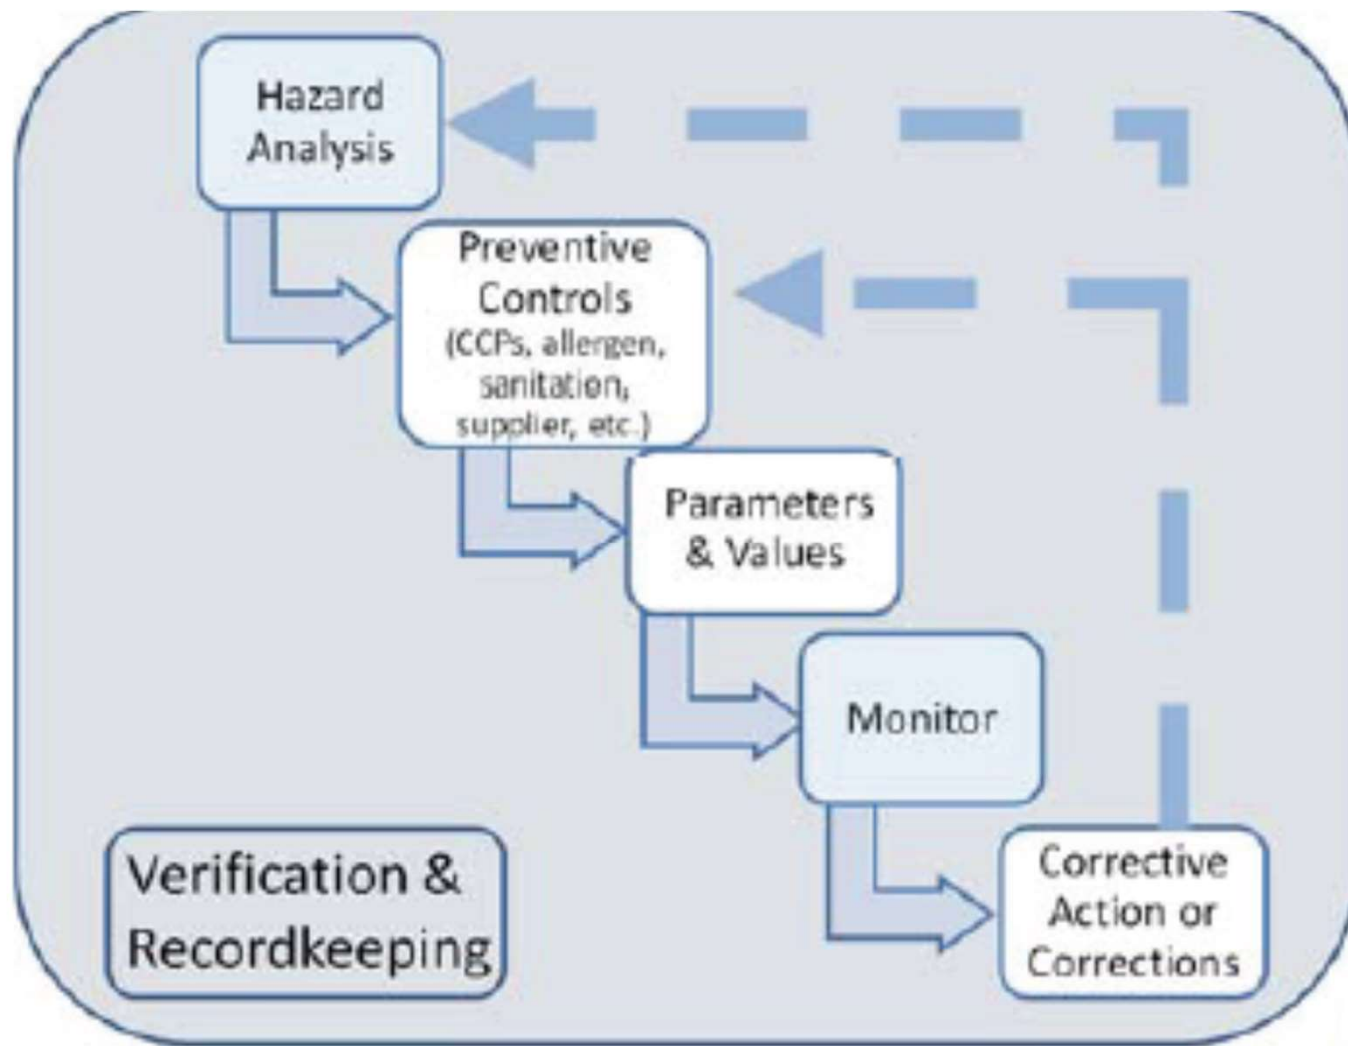 Hazard
Analysis
Preventive
Controls
(CCPs, allergen,
sanitation,
supplier, etc.)
Parameters
& Values
Monitor
Corrective
Action or
Corrections
Verification &
Recordkeeping